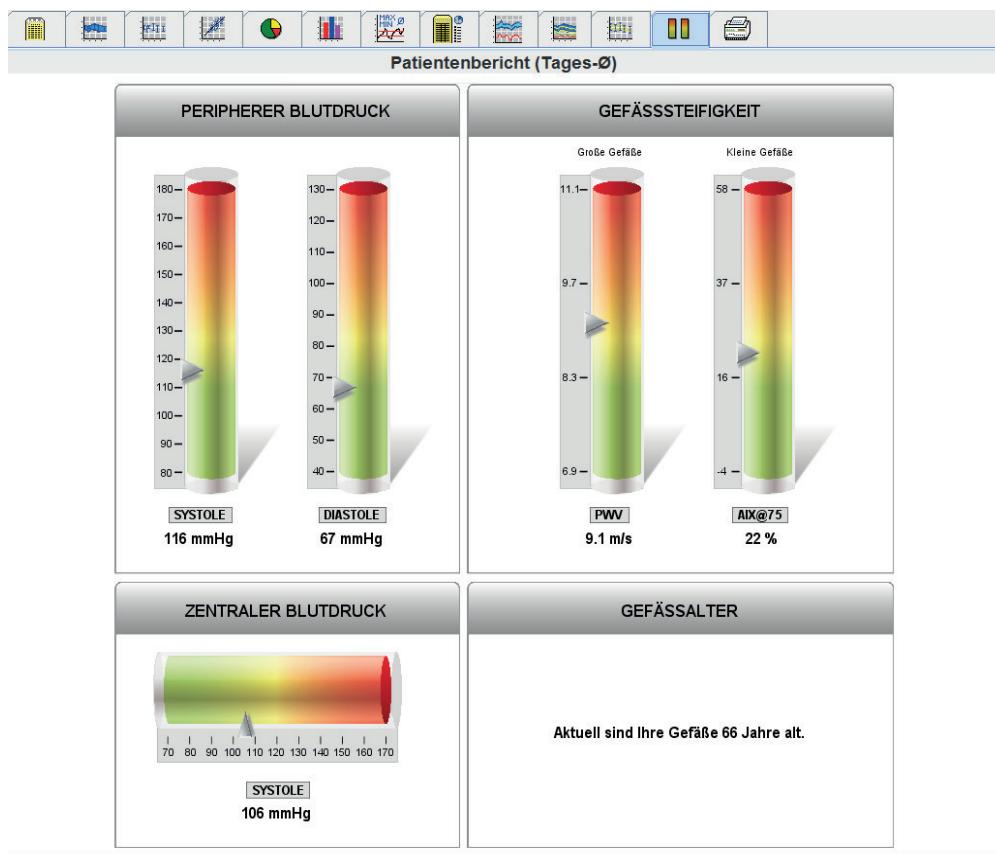 MAX Ø
MIN
Patientenbericht (Tages-Ø)
PERIPHERER BLUTDRUCK
180
170
160
150
140
130
120
110
100
90
80
SYSTOLE
116 mmHg
130
120
110
100
90
80
70
60
50
40
DIASTOLE
67 mmHg
GEFÄSSSTEIFIGKEIT
Große Gefäße
11.1
9.7
8.3
6.9
PWV
9.1 m/s
Kleine Gefäße
58
37
16
-4
AIX@75
22 %
ZENTRALER BLUTDRUCK
70 80 90 100 110 120 130 140 150 160 170
SYSTOLE
106 mmHg
GEFÄSSALTER
Aktuell sind Ihre Gefäße 66 Jahre alt.